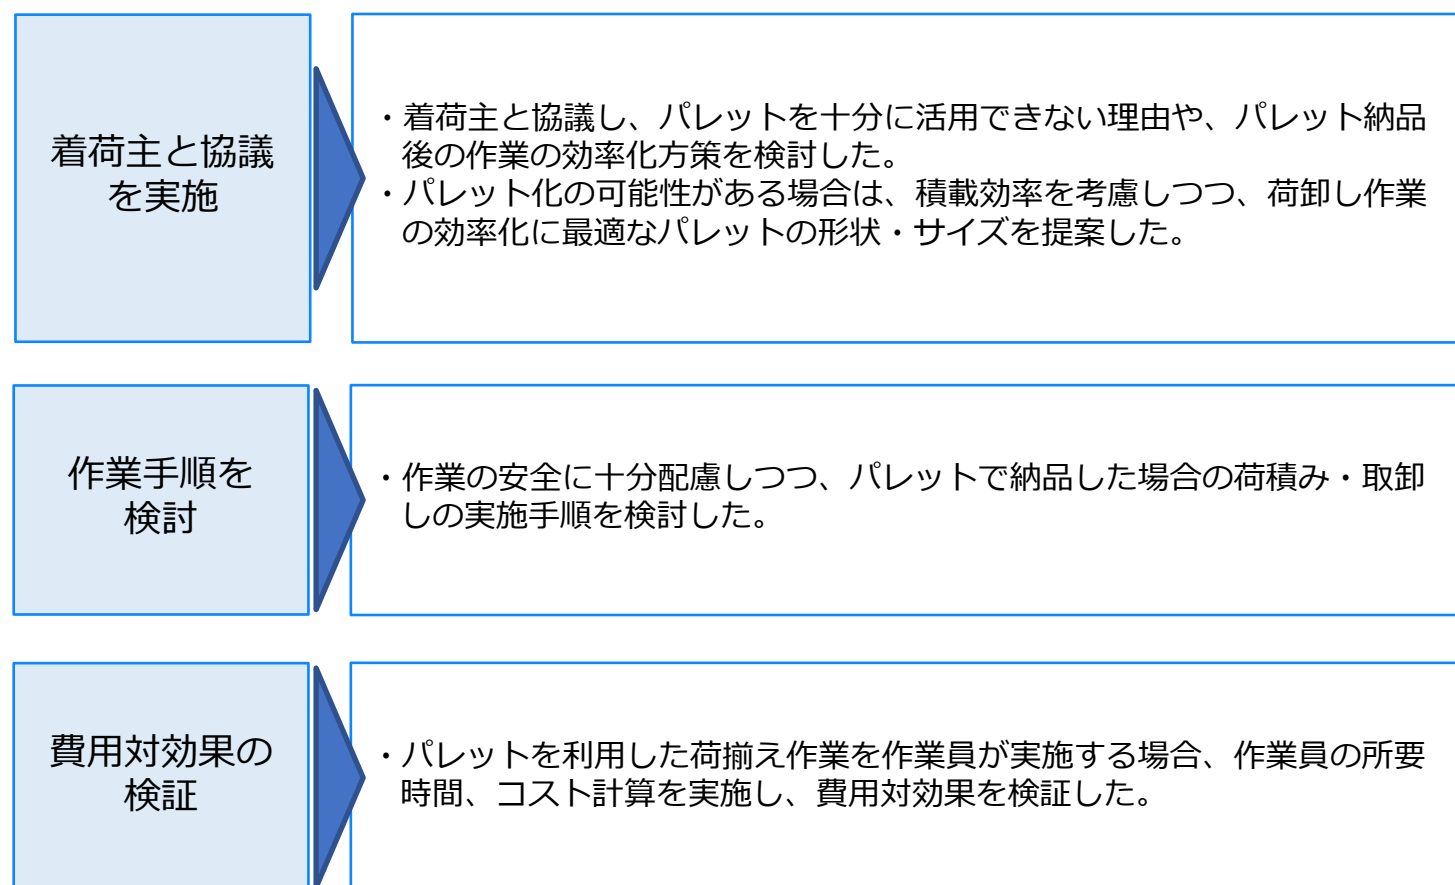 着荷主と協議
を実施
・着荷主と協議し、パレットを十分に活用できない理由や、パレット納品
後の作業の効率化方策を検討した。
・パレット化の可能性がある場合は、積載効率を考慮しつつ、荷卸し作業
の効率化に最適なパレットの形状・サイズを提案した。
作業手順を
検討
・作業の安全に十分配慮しつつ、パレットで納品した場合の荷積み・取卸
しの実施手順を検討した。
費用対効果の
検証
・パレットを利用した荷揃え作業を作業員が実施する場合、作業員の所要
時間、コスト計算を実施し、費用対効果を検証した。